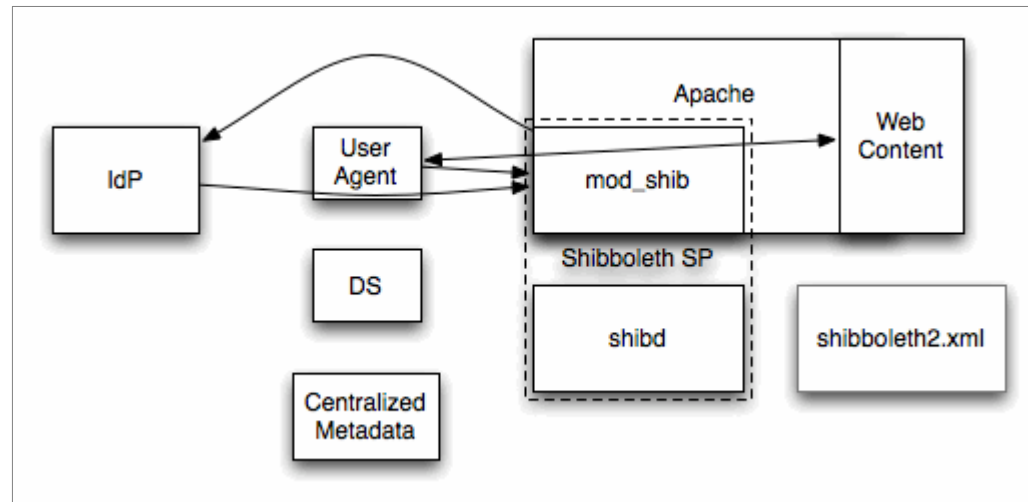 Apache
Web
Content
User
Agent
IdP
mod_shib
Shibboleth SP
DS
shibd
shibboleth2.xml
Centralized
Metadata